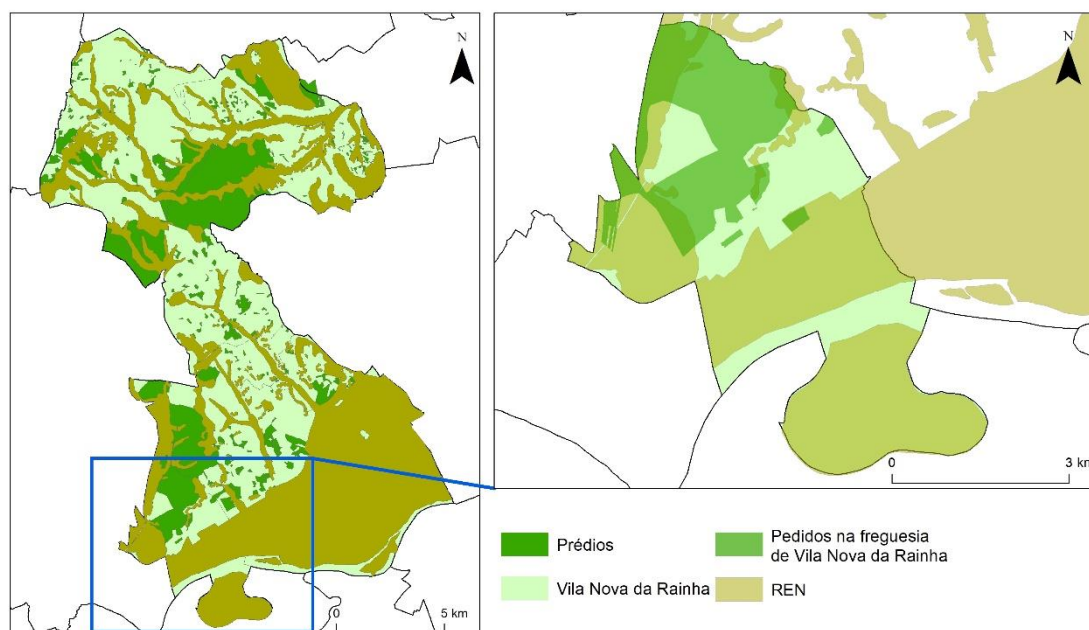 N
0
5 km
N
0
3 km
Prédios
Vila Nova da Rainha
Pedidos na freguesia
de Vila Nova da Rainha
REN